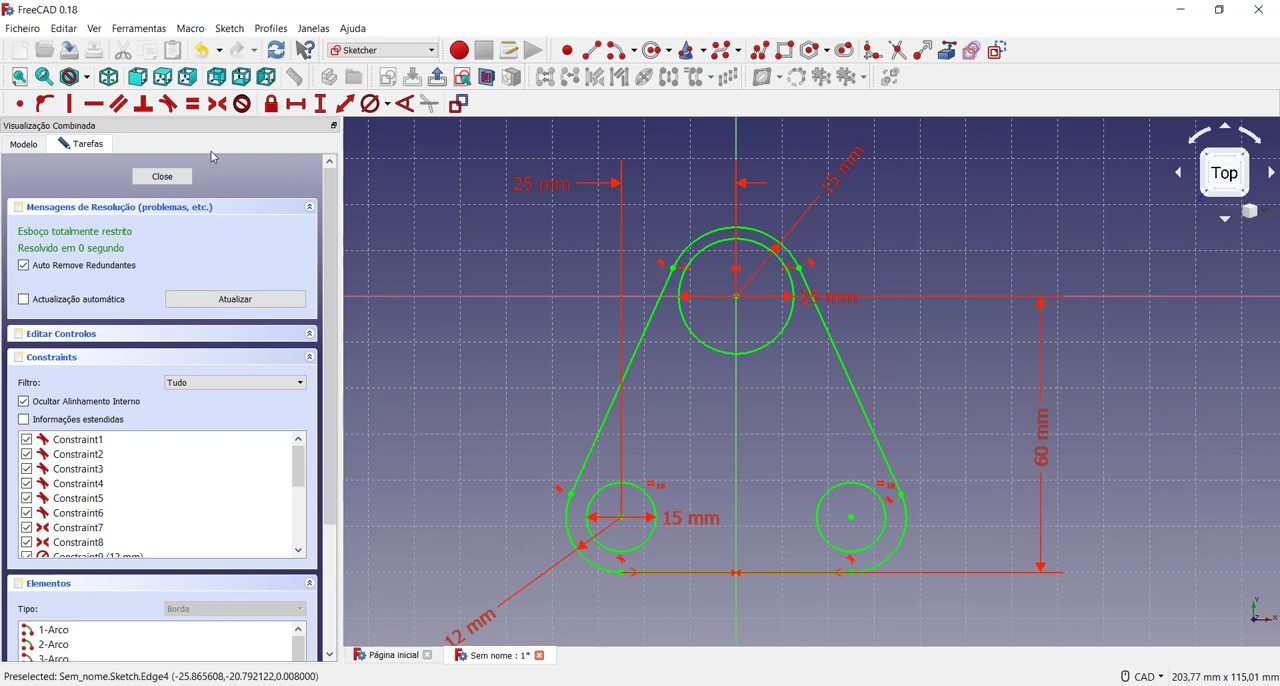 FreeCAD 0.18
Ficheiro Editar Ver Ferramentas Macro Sketch Profiles Janelas Ajuda
Sketcher
Visualização Combinada
Modelo Tarefas
Close
Mensagens de Resolução (problemas, etc.)
Esboço totalmente restrito
Resolvido em 0 segundo
Auto Remove Redundantes
Actualização automática Atualizar
Editar Controlos
Constraints
Filtro: Tudo
Ocultar Alinhamento Interno
Informações estendidas
Constraint1
Constraint2
Constraint3
Constraint4
Constraint5
Constraint6
Constraint7
Constraint8
Constraint9 (12 mm)
Elementos
Tipo: Borda
1-Arco
2-Arco
3-Arco
25 mm
15 mm
25 mm
60 mm
15 mm
12 mm
Top
Y
Z
X
Página inicial Sem nome : 1*
Preselected: Sem_nome.Sketch.Edge4 (-25.865608,-20.792122,0.008000)
CAD 203,77 mm x 115,01 mm